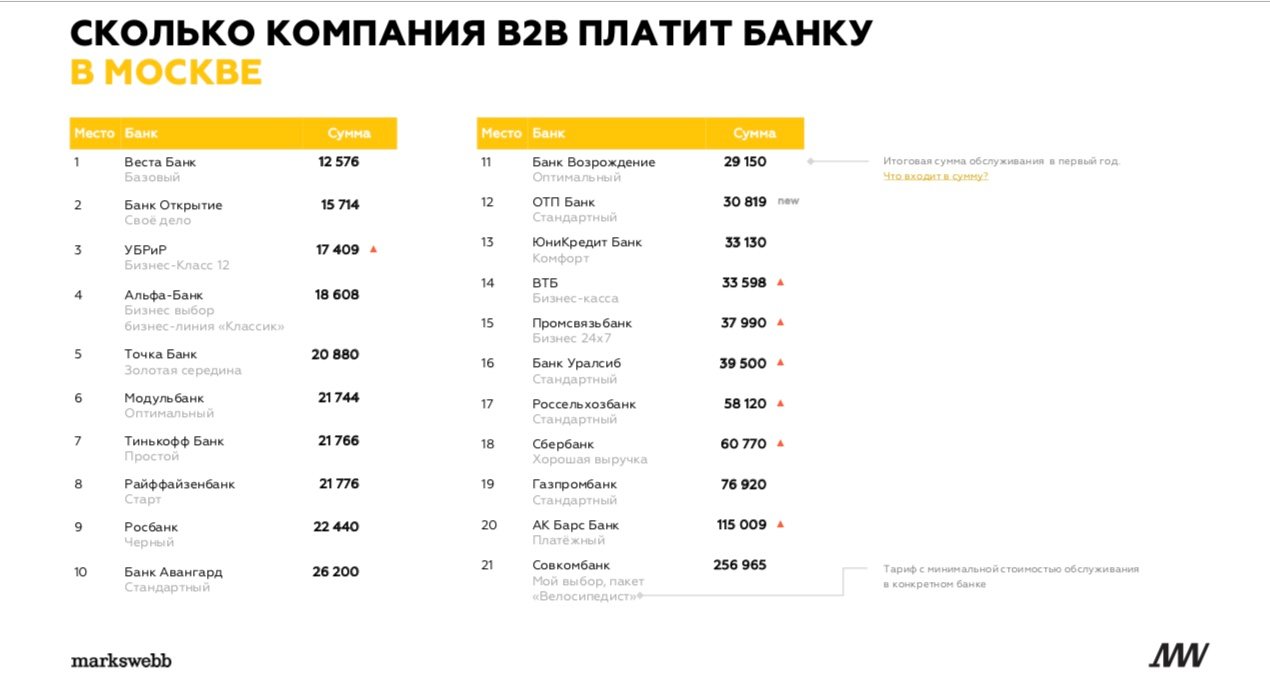 СКОЛЬКО КОМПАНИЯ B2B ПЛАТИТ БАНКУ
В МОСКВЕ
Место Банк Сумма
1 Веста Банк 12 576
Базовый
2 Банк Открытие 15 714
Своё дело
3 УБРиР 17 409 ▲
Бизнес-Класс 12
4 Альфа-Банк 18 608
Бизнес выбор
бизнес-линия «Классик»
5 Точка Банк 20 880
Золотая середина
6 Модульбанк 21 744
Оптимальный
7 Тинькофф Банк 21 766
Простой
8 Райффайзенбанк 21 776
Старт
9 Росбанк 22 440
Черный
10 Банк Авангард 26 200
Стандартный
Место Банк Сумма
11 Банк Возрождение 29 150
Оптимальный
12 ОТП Банк 30 819 new
Стандартный
13 ЮниКредит Банк 33 130
Комфорт
14 ВТБ 33 598 ▲
Бизнес-касса
15 Промсвязьбанк 37 990 ▲
Бизнес 24х7
16 Банк Уралсиб 39 500 ▲
Стандартный
17 Россельхозбанк 58 120 ▲
Стандартный
18 Сбербанк 60 770 ▲
Хорошая выручка
19 Газпромбанк 76 920
Стандартный
20 АК Барс Банк 115 009 ▲
Платёжный
21 Совкомбанк 256 965
Мой выбор, пакет
«Велосипедист»
Итоговая сумма обслуживания в первый год.
Что входит в сумму?
Тариф с минимальной стоимостью обслуживания
в конкретном банке
markswebb
MW